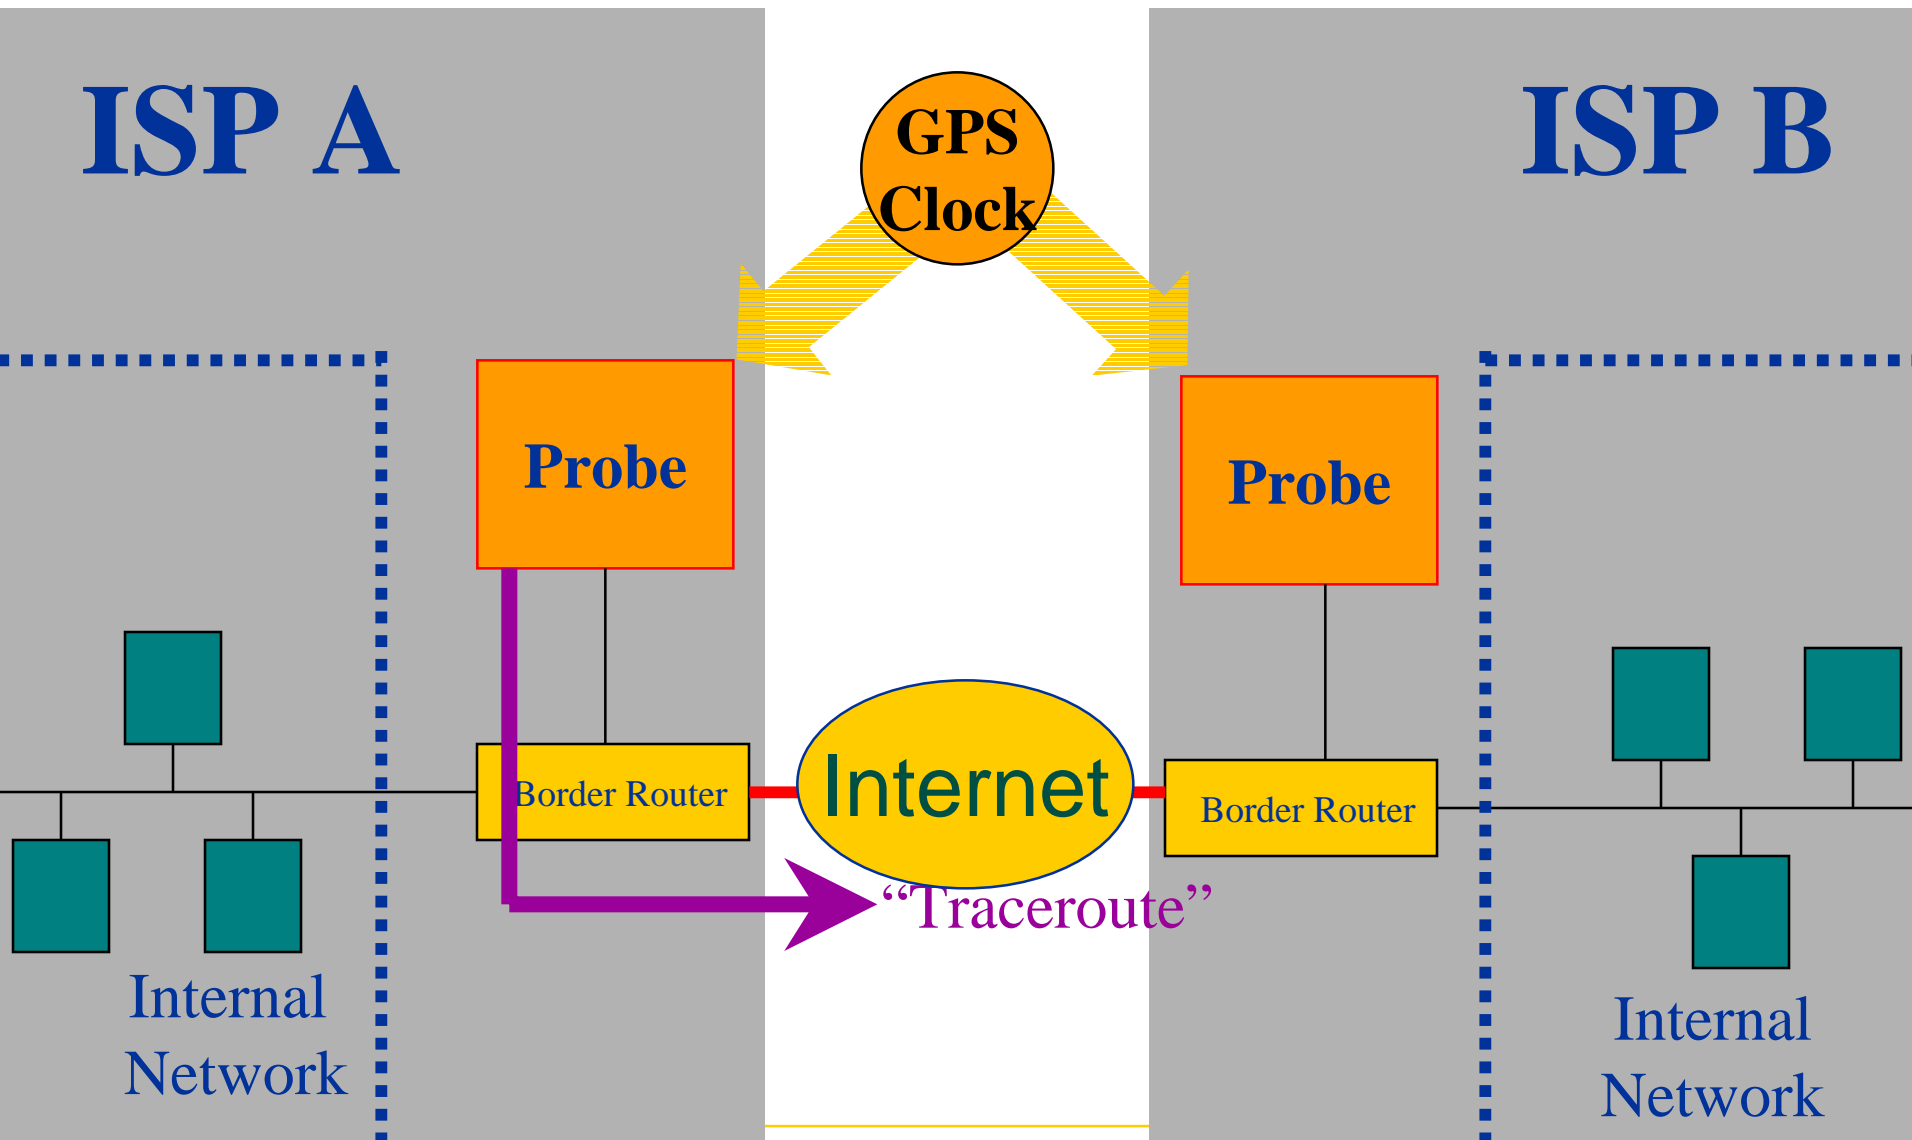 ISP A
GPS
Clock
ISP B
Probe
Probe
Border Router
Internet
Border Router
“Traceroute”
Internal
Network
Internal
Network